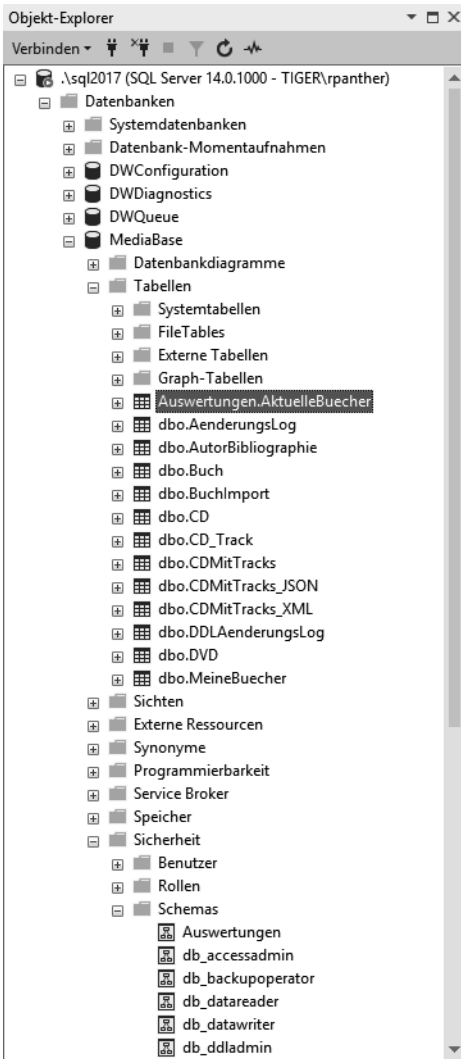 Objekt-Explorer
Verbinden
.\sql2017 (SQL Server 14.0.1000 - TIGER\rpanther)
Datenbanken
Systemdatenbanken
Datenbank-Momentaufnahmen
DWConfiguration
DWDiagnostics
DWQueue
MediaBase
Datenbankdiagramme
Tabellen
Systemtabellen
FileTables
Externe Tabellen
Graph-Tabellen
Auswertungen.AktuelleBuecher
dbo.AenderungsLog
dbo.AutorBibliographie
dbo.Buch
dbo.BuchImport
dbo.CD
dbo.CD_Track
dbo.CDMitTracks
dbo.CDMitTracks_JSON
dbo.CDMitTracks_XML
dbo.DDLAenderungsLog
dbo.DVD
dbo.MeineBuecher
Sichten
Externe Ressourcen
Synonyme
Programmierbarkeit
Service Broker
Speicher
Sicherheit
Benutzer
Rollen
Schemas
Auswertungen
db_accessadmin
db_backupoperator
db_datareader
db_datawriter
db_ddladmin